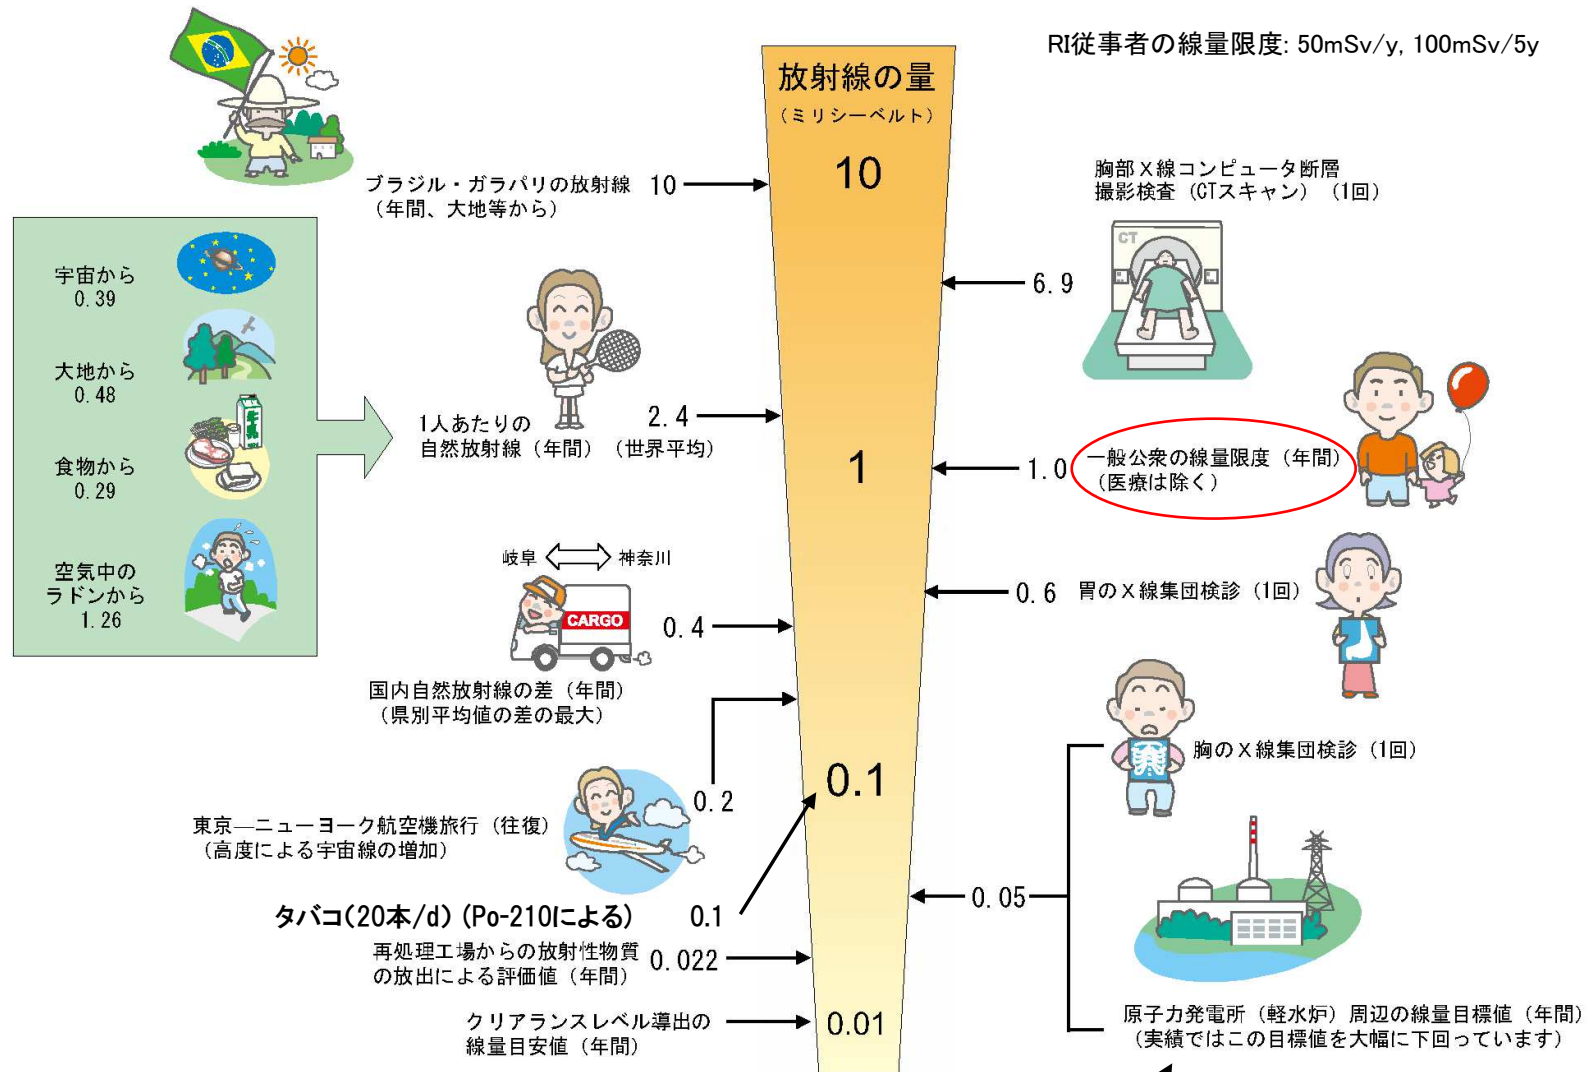 RI従事者の線量限度: 50mSv/y, 100mSv/5y
放射線の量
（ミリシーベルト）
10
1
0.1
0.01
ブラジル・ガラパリの放射線 10
（年間、大地等から）
宇宙から
0.39
大地から
0.48
食物から
0.29
空気中の
ラドンから
1.26
牛乳
1人あたりの
自然放射線（年間）（世界平均）
2.4
岐阜 神奈川
CARGO
0.4
国内自然放射線の差（年間）
（県別平均値の差の最大）
0.2
東京―ニューヨーク航空機旅行（往復）
（高度による宇宙線の増加）
タバコ（20本/d）(Po-210による) 0.1
再処理工場からの放射性物質
の放出による評価値（年間）
0.022
クリアランスレベル導出の
線量目安値（年間）
胸部X線コンピュータ断層
撮影検査（CTスキャン）（1回）
CT
6.9
1.0
一般公衆の線量限度（年間）
（医療は除く）
0.6 胃のX線集団検診（1回）
胸のX線集団検診（1回）
0.05
原子力発電所（軽水炉）周辺の線量目標値（年間）
（実績ではこの目標値を大幅に下回っています）